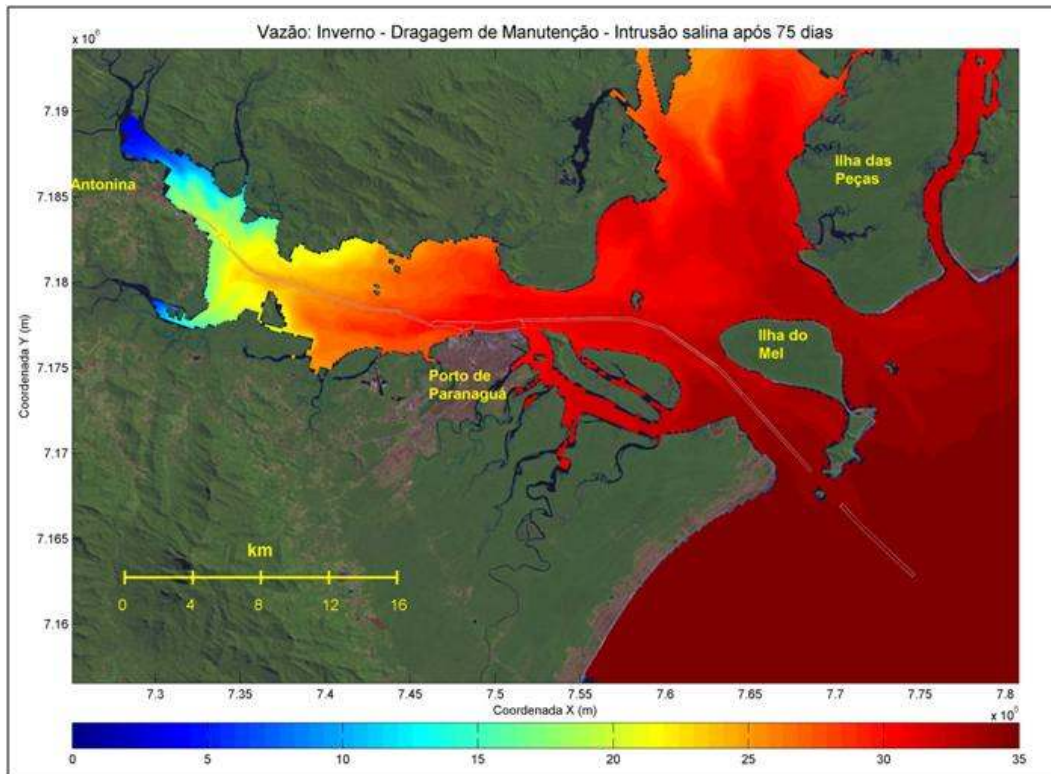 Vazão: Inverno - Dragagem de Manutenção - Intrusão salina após 75 dias
x 10⁶
7.19
7.185
7.18
7.175
7.17
7.165
7.16
Coordenada Y (m)
Antonina
Ilha das
Peças
Ilha do
Mel
Porto de
Paranaguá
km
0 4 8 12 16
7.3 7.35 7.4 7.45 7.5 7.55 7.6 7.65 7.7 7.75 7.8
Coordenada X (m)
0 5 10 15 20 25 30 35